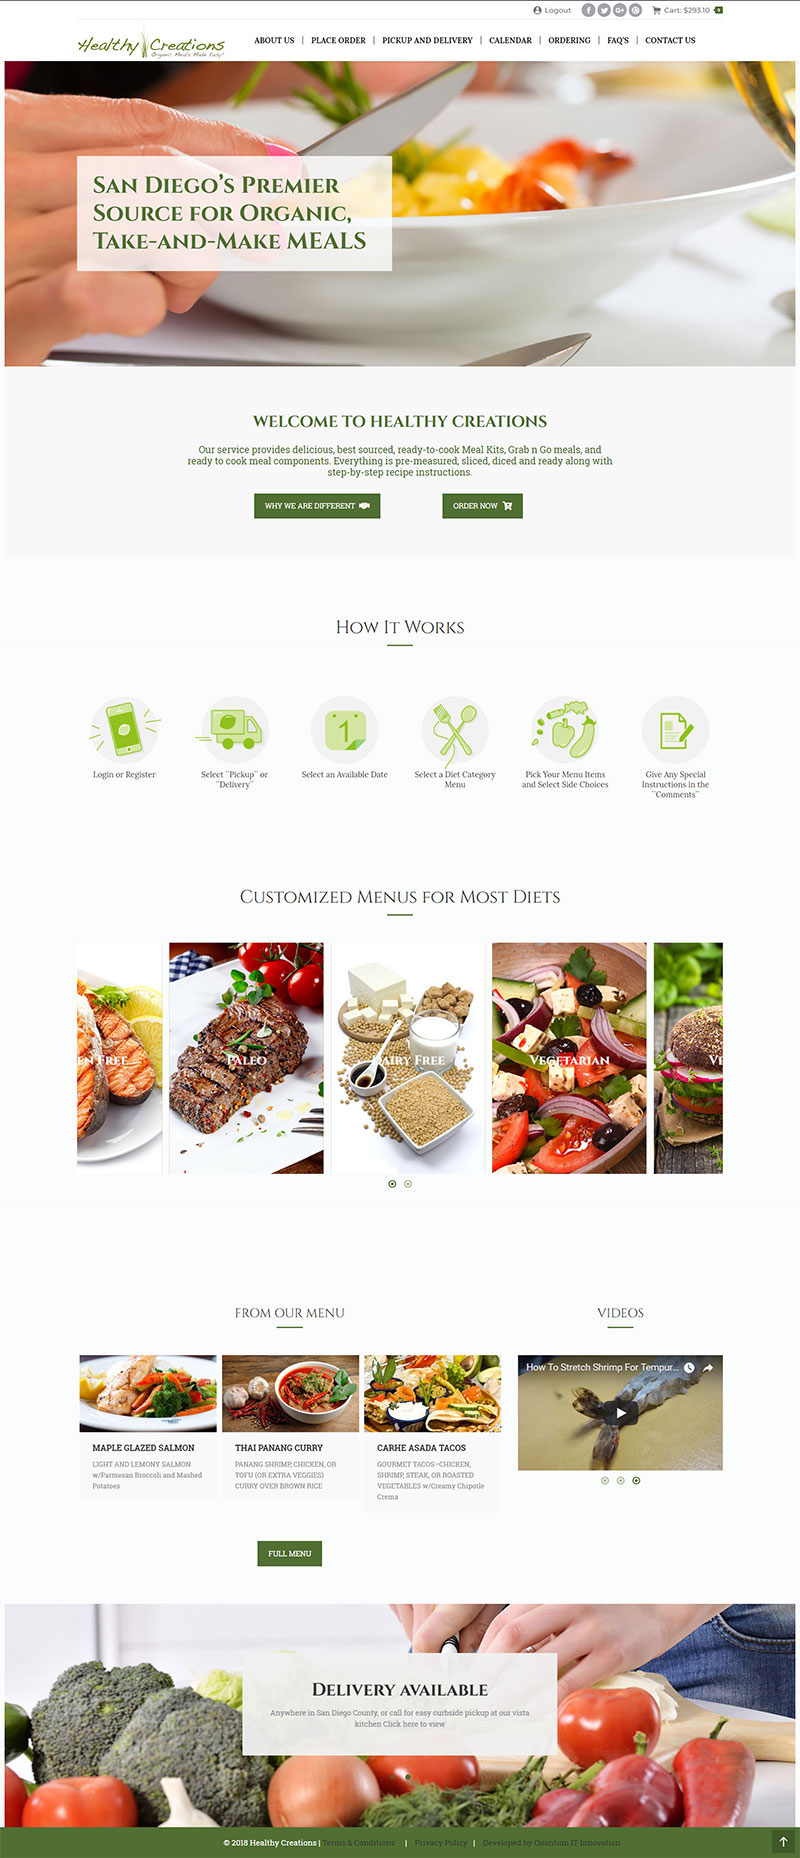 Logout
Cart: $293.10
Healthy Creations
Organic Meals Made Easy!
ABOUT US | PLACE ORDER | PICKUP AND DELIVERY | CALENDAR | ORDERING | FAQ'S | CONTACT US
San Diego's Premier
Source for Organic,
Take-and-Make MEALS
WELCOME TO HEALTHY CREATIONS
Our service provides delicious, best sourced, ready-to-cook Meal Kits, Grab n Go meals, and
ready to cook meal components. Everything is pre-measured, sliced, diced and ready along with
step-by-step recipe instructions.
WHY WE ARE DIFFERENT
ORDER NOW
How It Works
1
Login or Register
Select "Pickup" or
"Delivery"
Select an Available Date
Select a Diet Category
Menu
Pick Your Menu Items
and Select Side Choices
Give Any Special
Instructions in the
"Comments"
Customized Menus for Most Diets
en Free
Paleo
Dairy Free
Vegetarian
FROM OUR MENU
VIDEOS
How To Stretch Shrimp For Tempur...
MAPLE GLAZED SALMON
LIGHT AND LEMONY SALMON
w/Parmesan Broccoli and Mashed
Potatoes
THAI PANANG CURRY
PANANG SHRIMP, CHICKEN, OR
TOFU (OR EXTRA VEGGIES)
CURRY OVER BROWN RICE
CARHE ASADA TACOS
GOURMET TACOS~CHICKEN,
SHRIMP, STEAK, OR ROASTED
VEGETABLES w/Creamy Chipotle
Crema
FULL MENU
Delivery available
Anywhere in San Diego County, or call for easy curbside pickup at our vista
kitchen Click here to view
© 2018 Healthy Creations | Terms & Conditions | Privacy Policy | Developed by Quantum IT Innovation